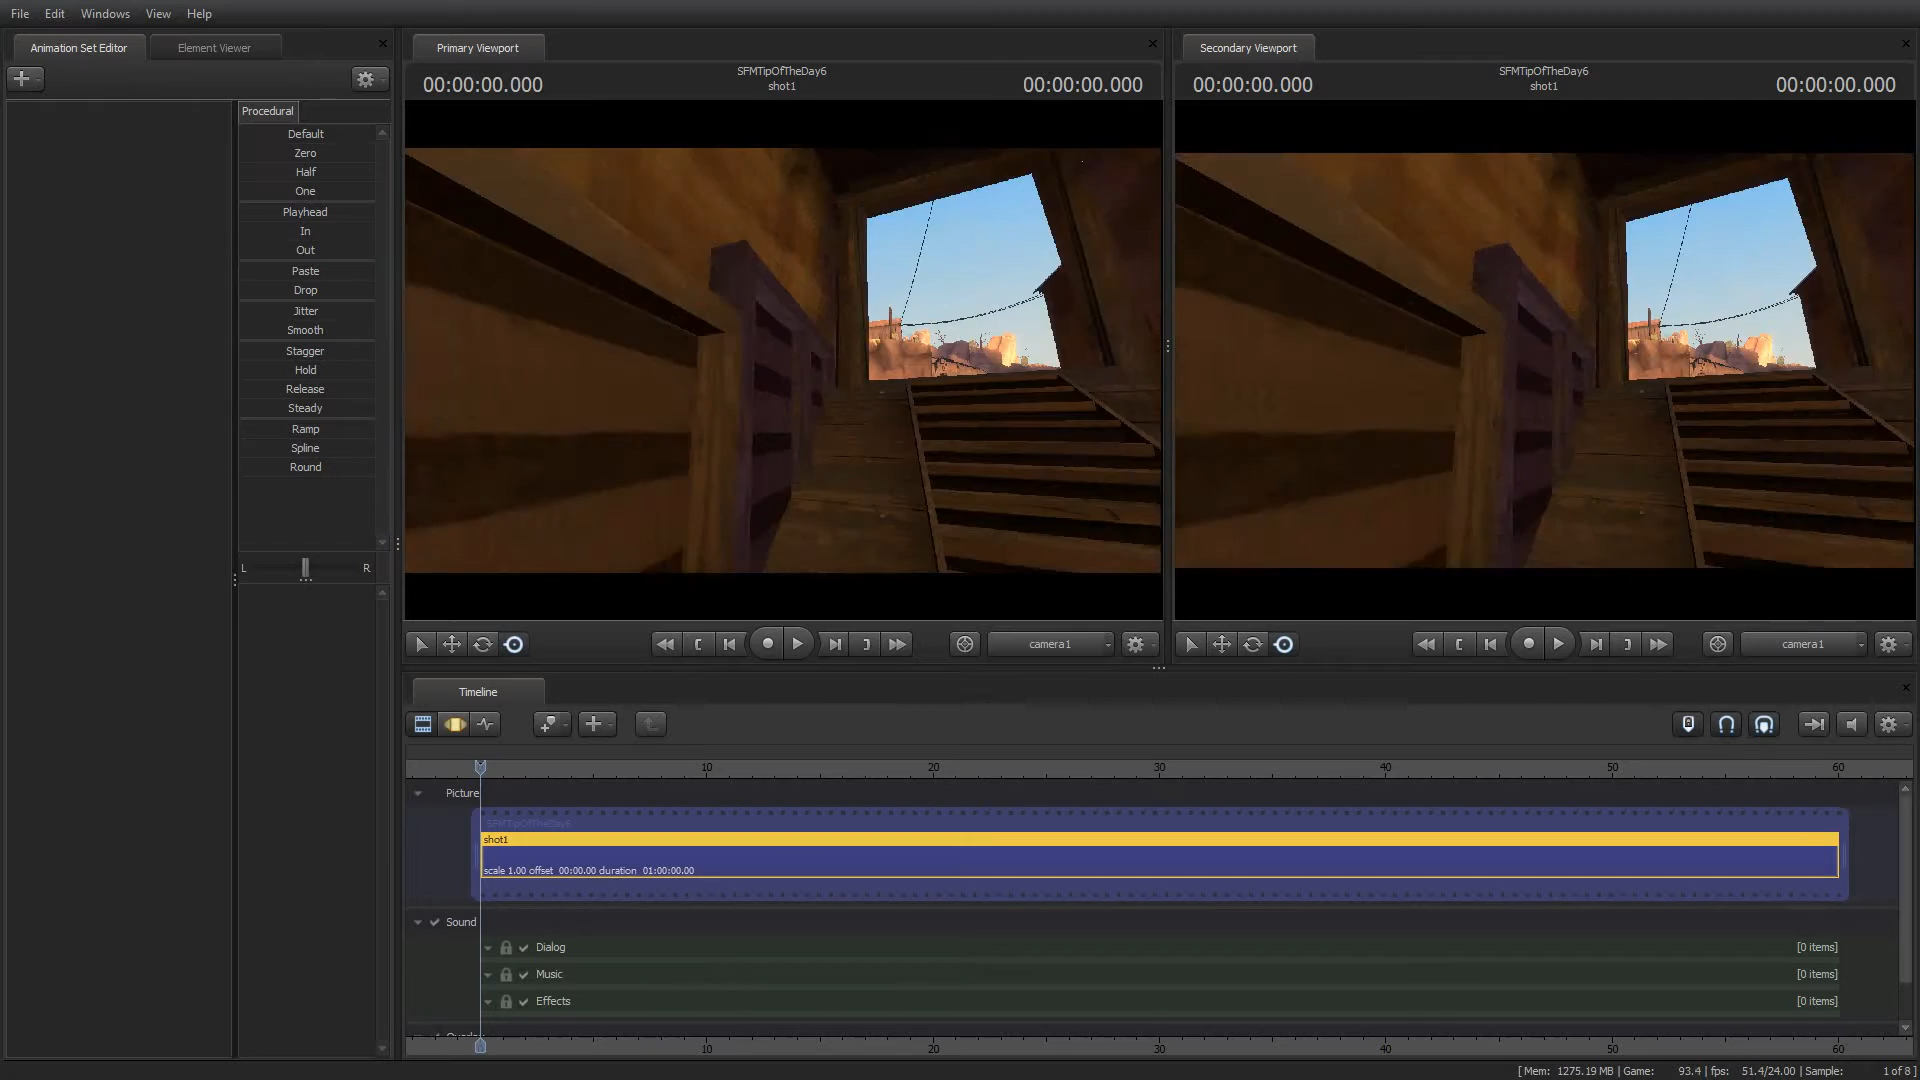 File Edit Windows View Help
Animation Set Editor Element Viewer
Procedural
Default
Zero
Half
One
Playhead
In
Out
Paste
Drop
Jitter
Smooth
Stagger
Hold
Release
Steady
Ramp
Spline
Round
L R
Primary Viewport
00:00:00.000 SFMTipOfTheDay6 00:00:00.000
shot1
camera1
Secondary Viewport
00:00:00.000 SFMTipOfTheDay6 00:00:00.000
shot1
camera1
Timeline
10 20 30 40 50 60
Picture
SFMTipOfTheDay6
shot1
scale 1.00 offset 00:00.00 duration 01:00:00.00
Sound
Dialog [0 items]
Music [0 items]
Effects [0 items]
10 20 30 40 50 60
[ Mem: 1275.19 MB | Game: 93.4 | fps: 51.4/24.00 | Sample: 1 of 8 ]